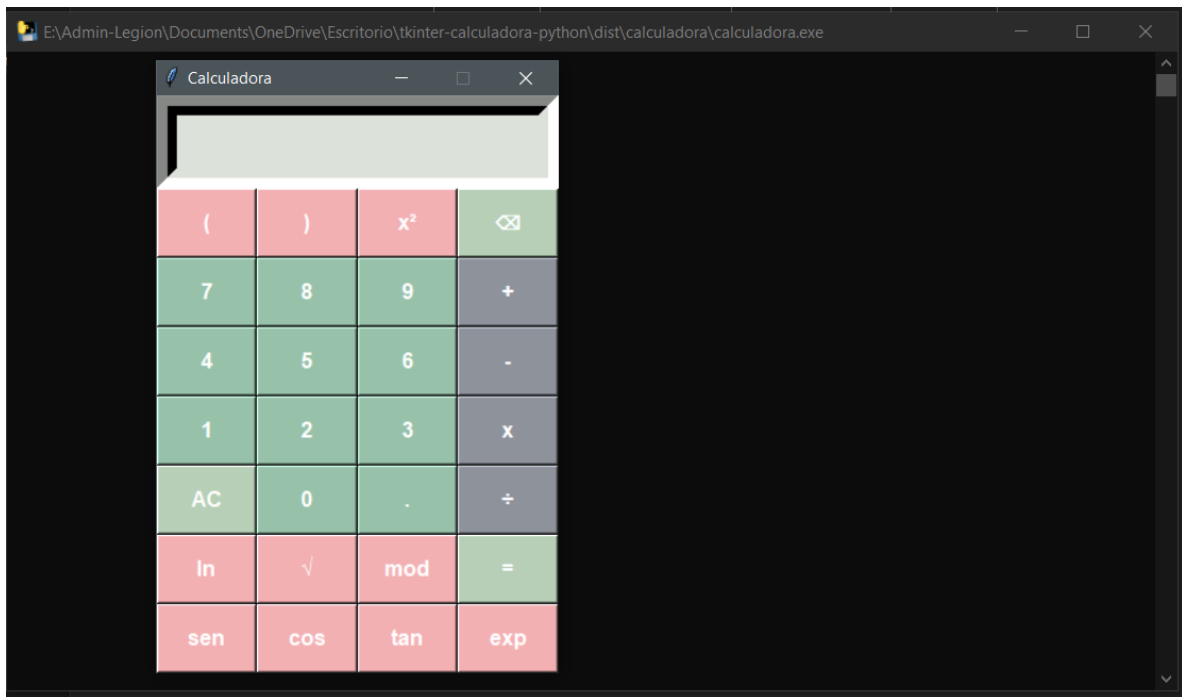 E:\Admin-Legion\Documents\OneDrive\Escritorio\tkinter-calculadora-python\dist\calculadora\calculadora.exe
Calculadora
( ) x² ⌫
7 8 9 +
4 5 6 -
1 2 3 x
AC 0 . ÷
ln √ mod =
sen cos tan exp